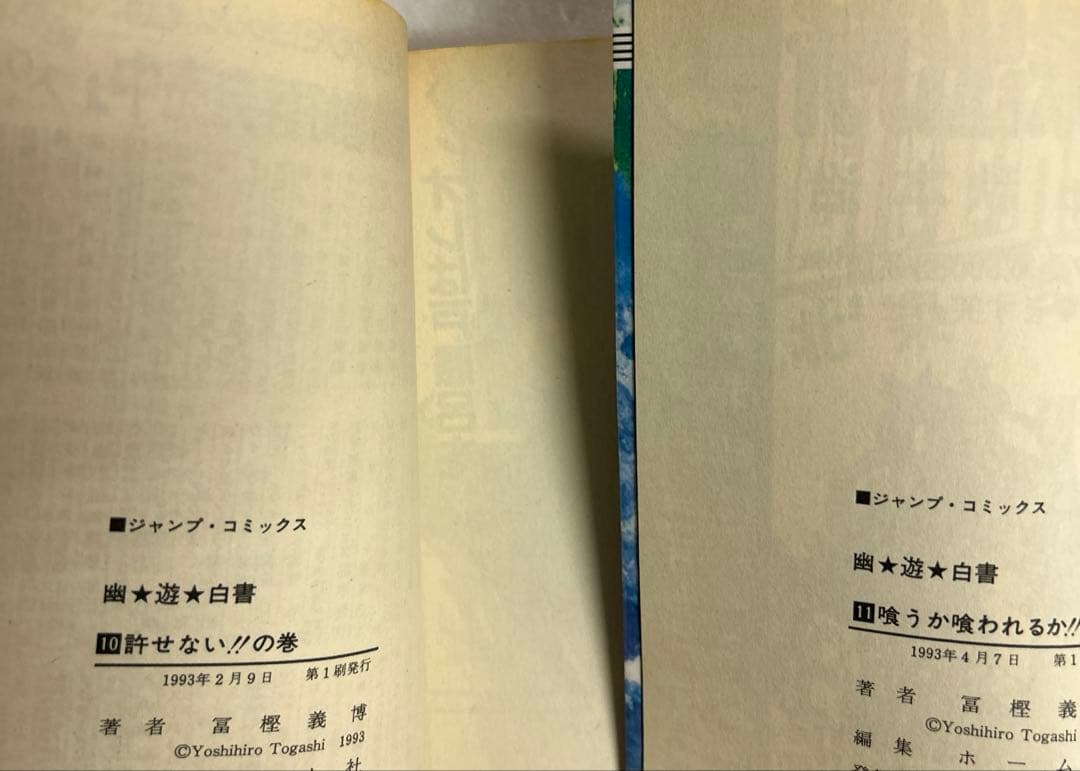 ■ジャンプ・コミックス
幽★遊★白書
10許せない!!の巻
1993年2月9日 第1刷発行
著者 冨樫義博
©Yoshihiro Togashi 1993
社
■ジャンプ・コミックス
幽★遊★白書
11喰うか喰われるか!!
1993年4月7日 第1
著者 冨樫義
©Yoshihiro Togashi
編集 ホーム